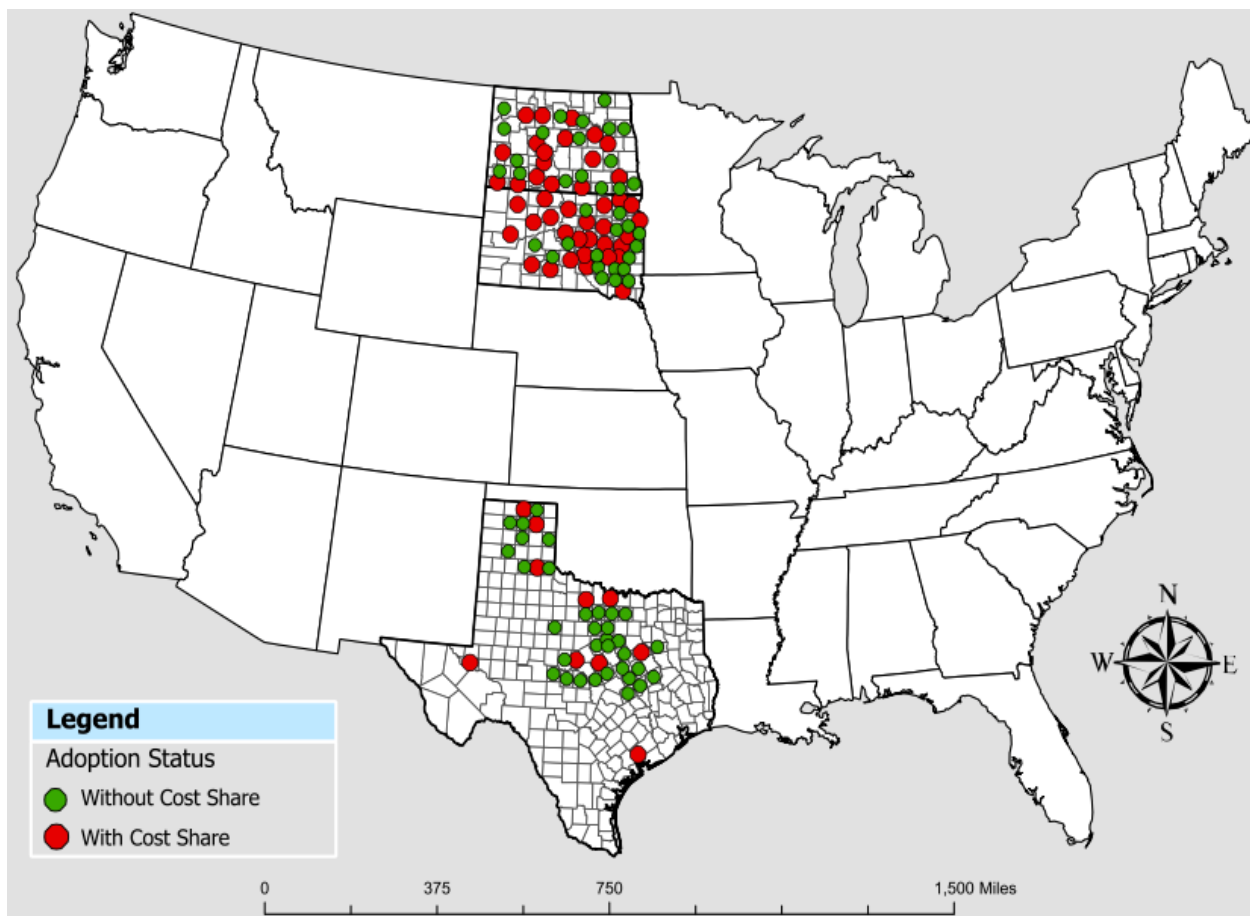 N
W
E
S
Legend
Adoption Status
Without Cost Share
With Cost Share
0 375 750 1,500 Miles